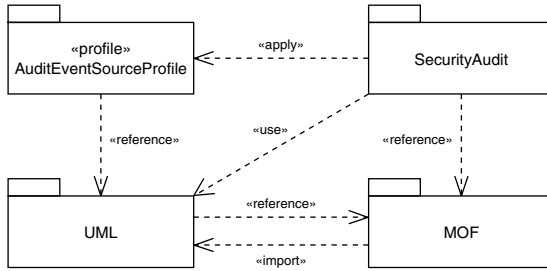 «profile»
AuditEventSourceProfile
«apply»
SecurityAudit
«reference»
«use»
«reference»
UML
«reference»
«import»
MOF